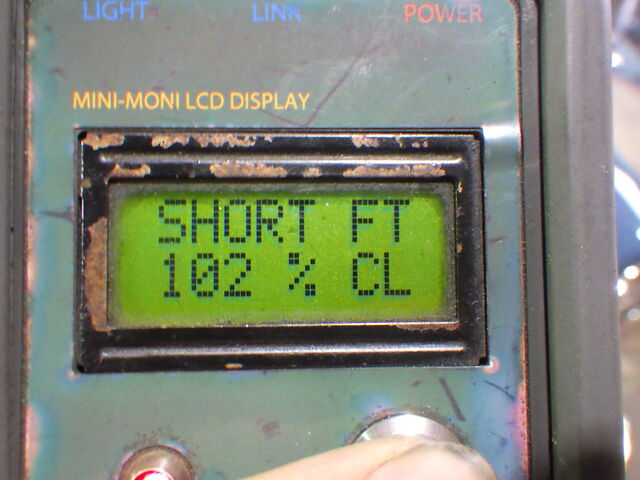 LIGHT LINK POWER
MINI-MONI LCD DISPLAY
SHORT FT
102 % CL